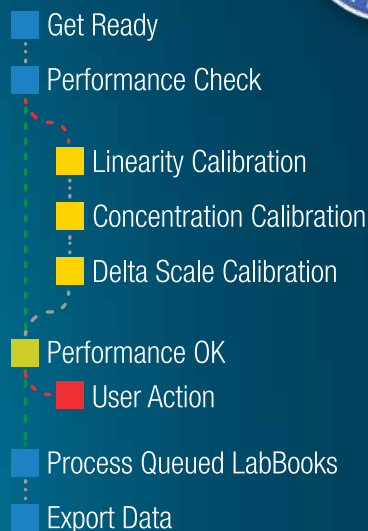 Get Ready
Performance Check
Linearity Calibration
Concentration Calibration
Delta Scale Calibration
Performance OK
User Action
Process Queued LabBooks
Export Data